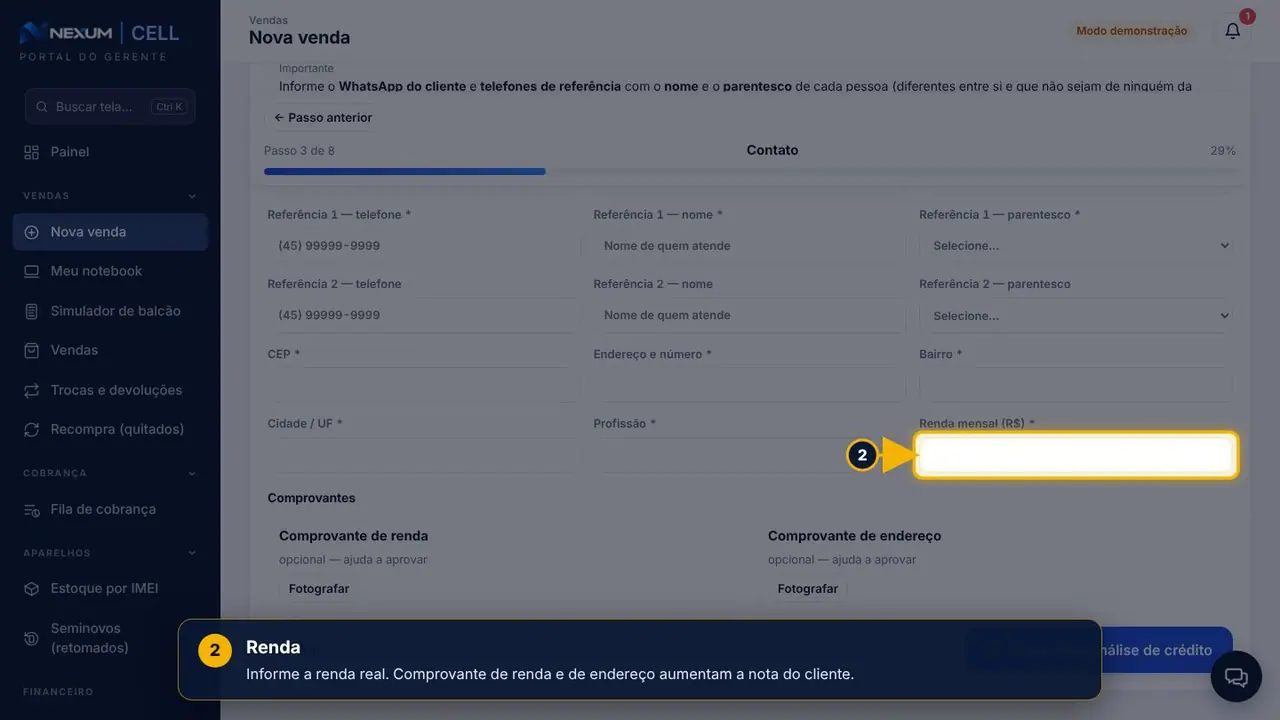 NEXUM | CELL
PORTAL DO GERENTE
Buscar tela... Ctrl K
Painel
VENDAS
Nova venda
Meu notebook
Simulador de balcão
Vendas
Trocas e devoluções
Recompra (quitados)
COBRANÇA
Fila de cobrança
APARELHOS
Estoque por IMEI
Seminovos
(retomados)
FINANCEIRO
Vendas
Nova venda
Modo demonstração
1
Importante
Informe o WhatsApp do cliente e telefones de referência com o nome e o parentesco de cada pessoa (diferentes entre si e que não sejam de ninguém da
← Passo anterior
Passo 3 de 8 Contato 29%
Referência 1 — telefone * Referência 1 — nome * Referência 1 — parentesco *
(45) 99999-9999 Nome de quem atende Selecione...
Referência 2 — telefone Referência 2 — nome Referência 2 — parentesco
(45) 99999-9999 Nome de quem atende Selecione...
CEP * Endereço e número * Bairro *
Cidade / UF * Profissão * Renda mensal (R$) *
2
Comprovantes
Comprovante de renda Comprovante de endereço
opcional — ajuda a aprovar opcional — ajuda a aprovar
Fotografar Fotografar
de crédito
2 Renda
Informe a renda real. Comprovante de renda e de endereço aumentam a nota do cliente.